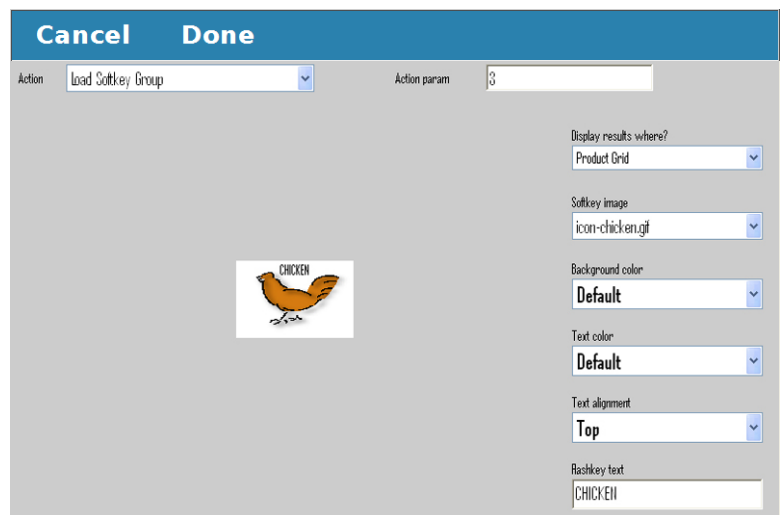 Cancel Done
Action Load Softkey Group Action param 3
Display results where?
Product Grid
Softkey image
icon-chicken.gif
CHICKEN
Background color
Default
Text color
Default
Text alignment
Top
Flashkey text
CHICKEN